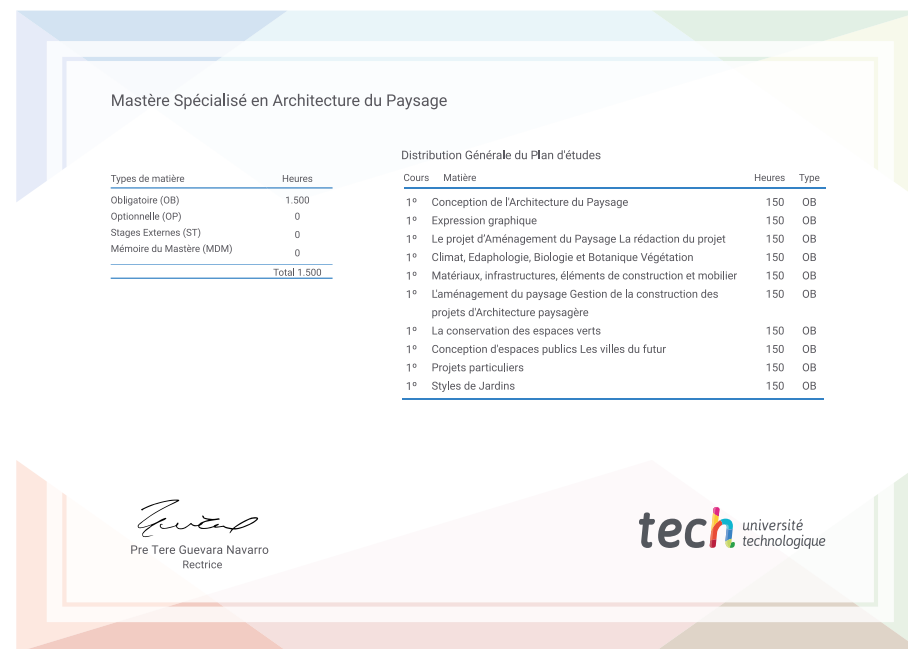 Mastère Spécialisé en Architecture du Paysage
Types de matière Heures
Obligatoire (OB) 1.500
Optionnelle (OP) 0
Stages Externes (ST) 0
Mémoire du Mastère (MDM) 0
Total 1.500
Distribution Générale du Plan d'études
Cours Matière Heures Type
1º Conception de l'Architecture du Paysage 150 OB
1º Expression graphique 150 OB
1º Le projet d'Aménagement du Paysage La rédaction du projet 150 OB
1º Climat, Edaphologie, Biologie et Botanique Végétation 150 OB
1º Matériaux, infrastructures, éléments de construction et mobilier 150 OB
1º L'aménagement du paysage Gestion de la construction des 150 OB
projets d'Architecture paysagère
1º La conservation des espaces verts 150 OB
1º Conception d'espaces publics Les villes du futur 150 OB
1º Projets particuliers 150 OB
1º Styles de Jardins 150 OB
Pre Tere Guevara Navarro
Rectrice
tech université
technologique